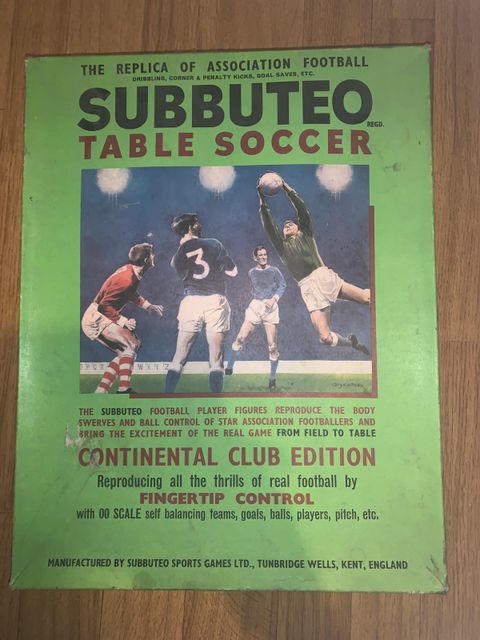 THE REPLICA OF ASSOCIATION FOOTBALL
DRIBBLING, CORNER & PENALTY KICKS, GOAL SAVES, ETC.
SUBBUTEO
REGD.
TABLE SOCCER
3
THE SUBBUTEO FOOTBALL PLAYER FIGURES REPRODUCE THE BODY
SWERVES AND BALL CONTROL OF STAR ASSOCIATION FOOTBALLERS AND
BRING THE EXCITEMENT OF THE REAL GAME FROM FIELD TO TABLE
CONTINENTAL CLUB EDITION
Reproducing all the thrills of real football by
FINGERTIP CONTROL
with OO SCALE self balancing teams, goals, balls, players, pitch, etc.
MANUFACTURED BY SUBBUTEO SPORTS GAMES LTD., TUNBRIDGE WELLS, KENT, ENGLAND